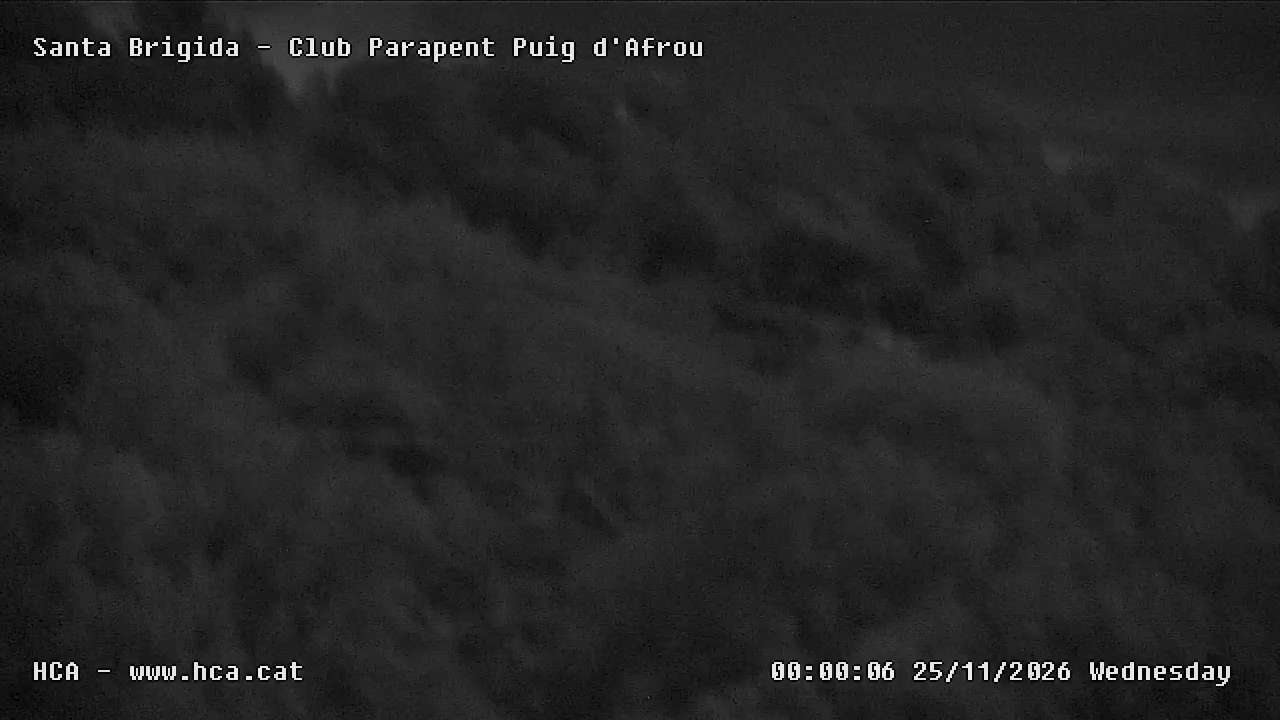 Santa Brigida - Club Parapent Puig d'Afrou
HCA - www.hca.cat
00:00:06 25/11/2026 Wednesday